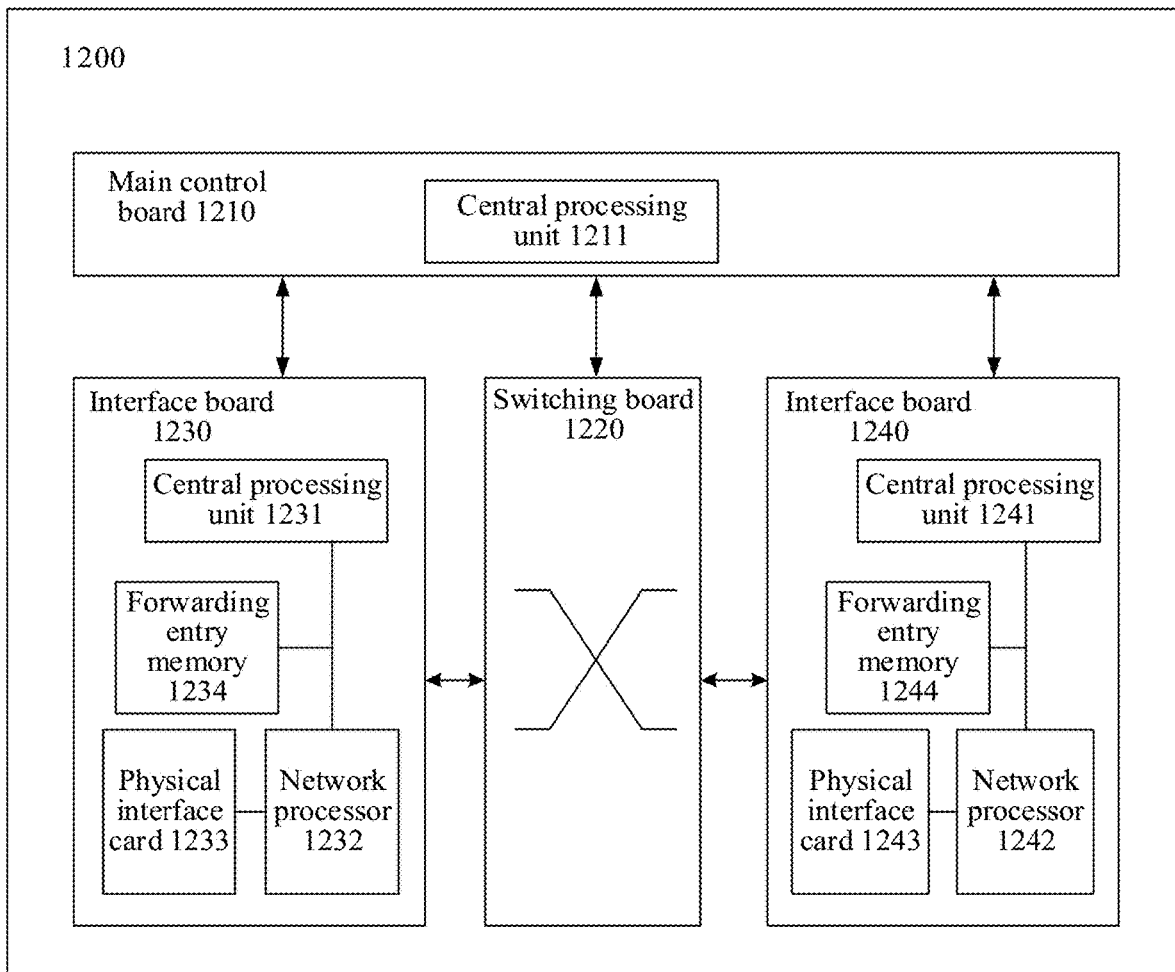 1200
Main control
board 1210
Central processing
unit 1211
Interface board
1230
Central processing
unit 1231
Forwarding
entry
memory
1234
Physical
interface
card 1233
Network
processor
1232
Switching board
1220
Interface board
1240
Central processing
unit 1241
Forwarding
entry
memory
1244
Physical
interface
card 1243
Network
processor
1242